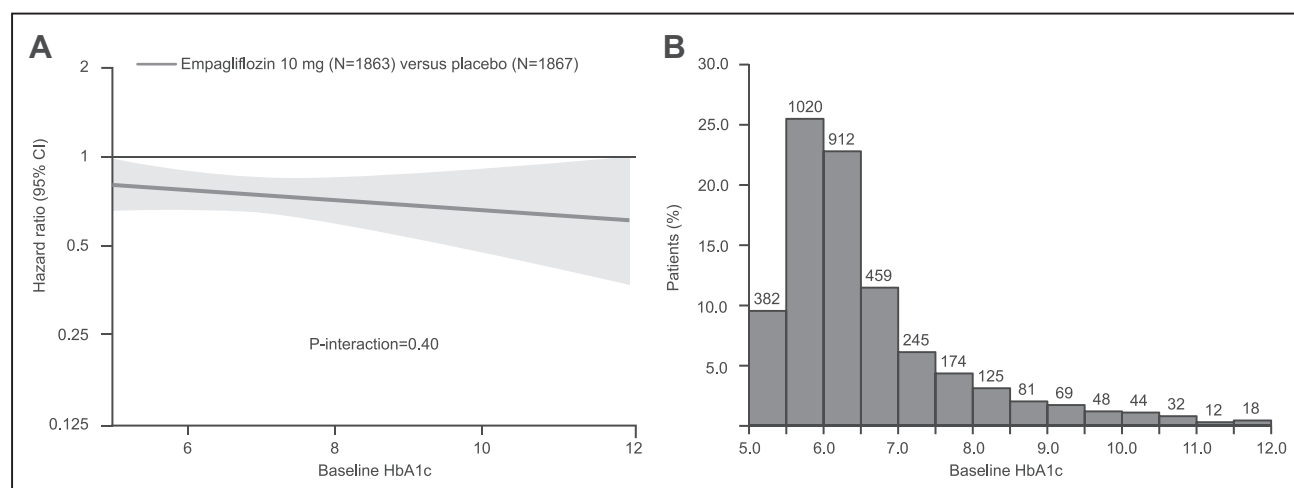 A
Empagliflozin 10 mg (N=1863) versus placebo (N=1867)
Hazard ratio (95% CI)
2
1
0.5
0.25
0.125
P-interaction=0.40
6 8 10 12
Baseline HbA1c
B
Patients (%)
30.0
25.0
20.0
15.0
10.0
5.0
382 1020 912 459 245 174 125 81 69 48 44 32 12 18
5.0 6.0 7.0 8.0 9.0 10.0 11.0 12.0
Baseline HbA1c